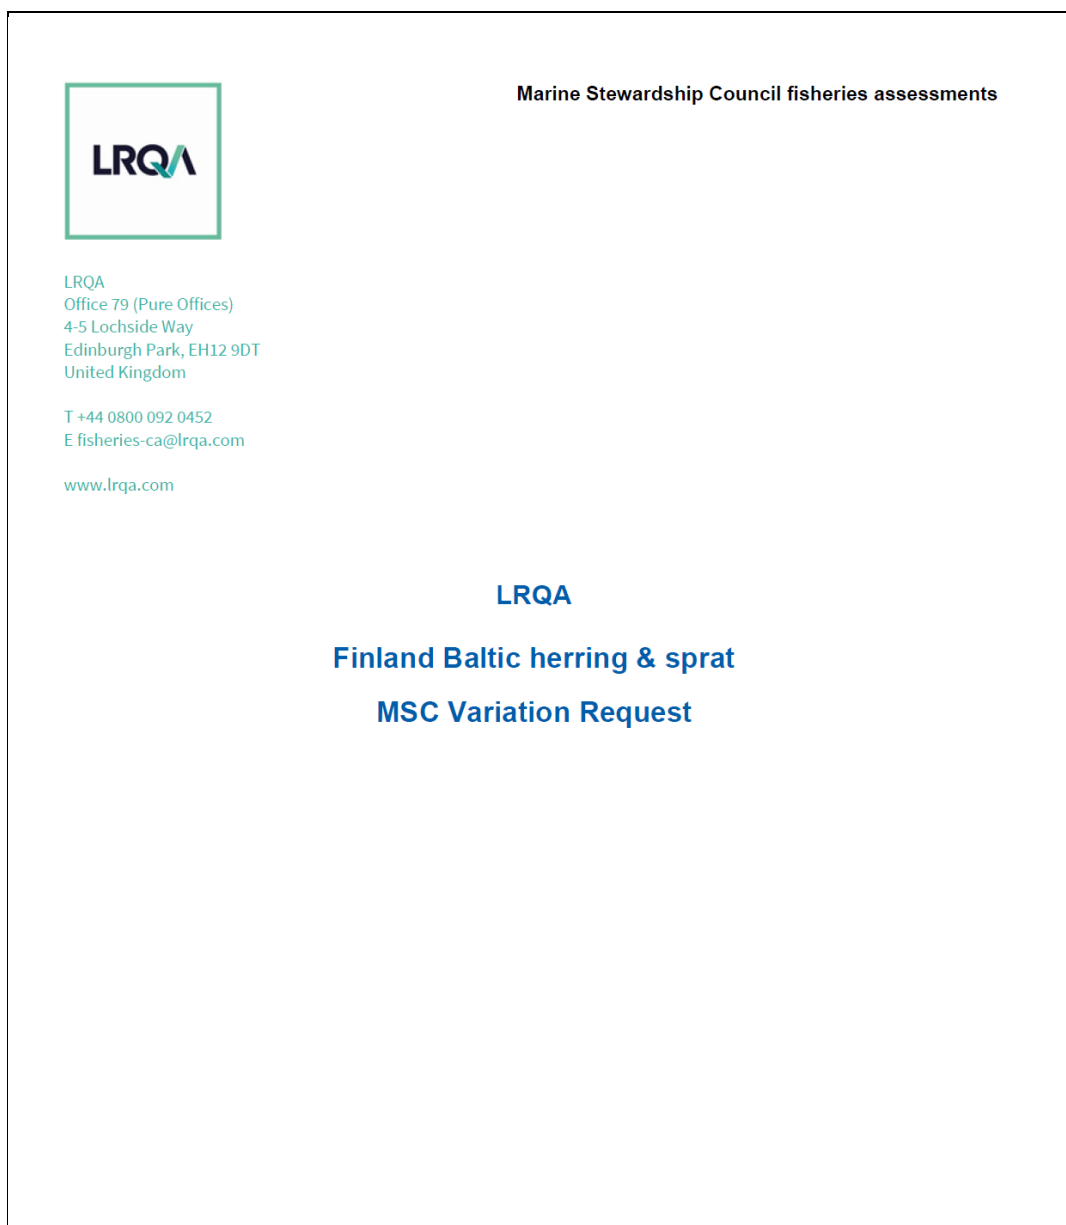 Marine Stewardship Council fisheries assessments
LRQA
LRQA
Office 79 (Pure Offices)
4-5 Lochside Way
Edinburgh Park, EH12 9DT
United Kingdom
T +44 0800 092 0452
E fisheries-ca@lrqa.com
www.lrqa.com
LRQA
Finland Baltic herring & sprat
MSC Variation Request